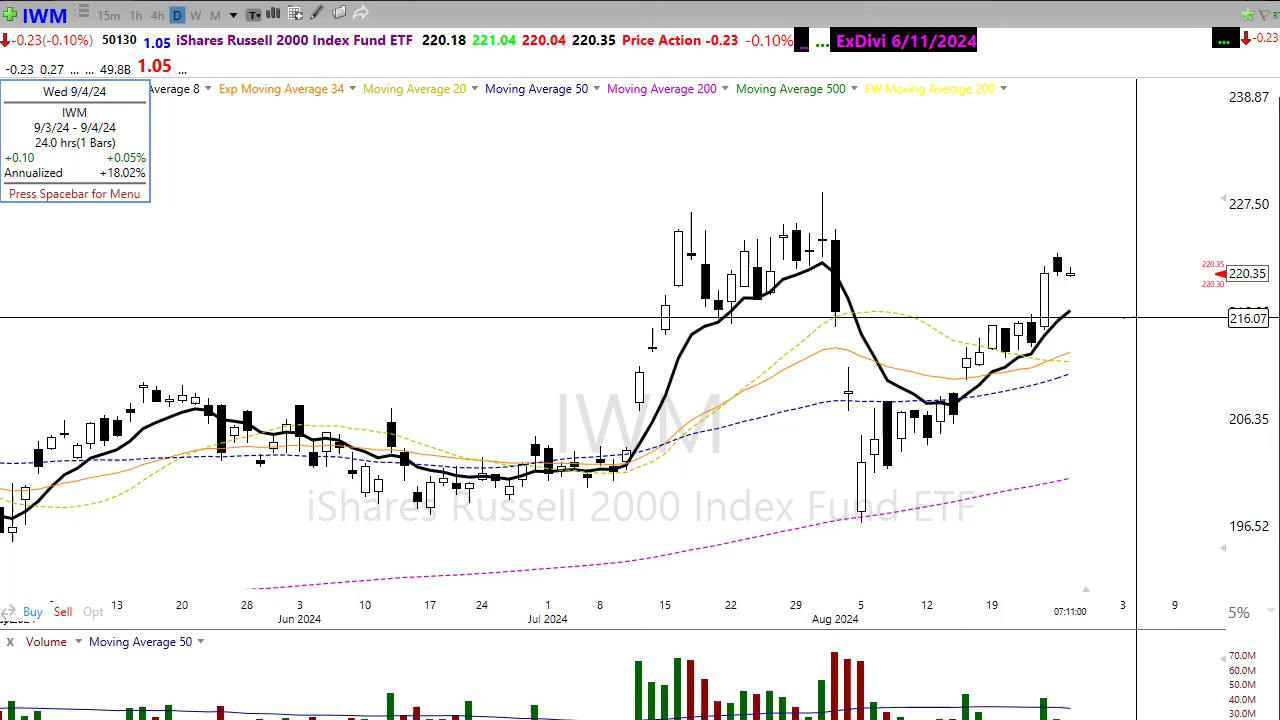 IWM 15m 1h 4h D W M T
-0.23(-0.10%) 50130 1.05 iShares Russell 2000 Index Fund ETF 220.18 221.04 220.04 220.35 Price Action -0.23 -0.10% ... ... ExDivi 6/11/2024 ... -0.23
-0.23 0.27 ... ... 49.8B 1.05 ...
Average 8 Exp Moving Average 34 Moving Average 20 Moving Average 50 Moving Average 200 Moving Average 500 FW Moving Average 200
Wed 9/4/24
IWM
9/3/24 - 9/4/24
24.0 hrs(1 Bars)
+0.10 +0.05%
Annualized +18.02%
Press Spacebar for Menu
238.87
227.50
220.35
220.35
220.30
216.07
206.35
196.52
IWM
iShares Russell 2000 Index Fund ETF
13 20 28 3 10 17 24 1 8 15 22 29 5 12 19 07:11:00 3 9
Buy Sell Opt 5%
Jun 2024 Jul 2024 Aug 2024
X Volume Moving Average 50
70.0M
60.0M
50.0M
40.0M
30.0M